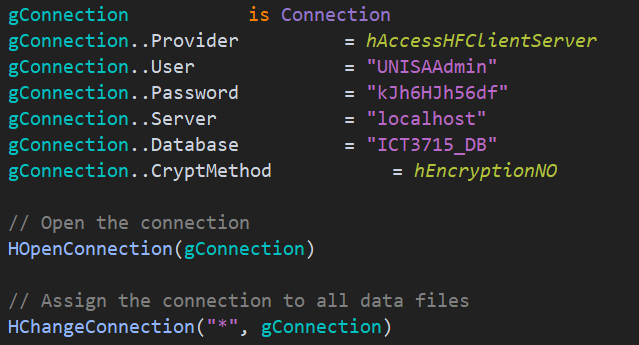 gConnection is Connection
gConnection..Provider = hAccessHFClientServer
gConnection..User = "UNISAAdmin"
gConnection..Password = "kJh6HJh56df"
gConnection..Server = "localhost"
gConnection..Database = "ICT3715_DB"
gConnection..CryptMethod = hEncryptionNO
// Open the connection
HOpenConnection(gConnection)
// Assign the connection to all data files
HChangeConnection("*", gConnection)